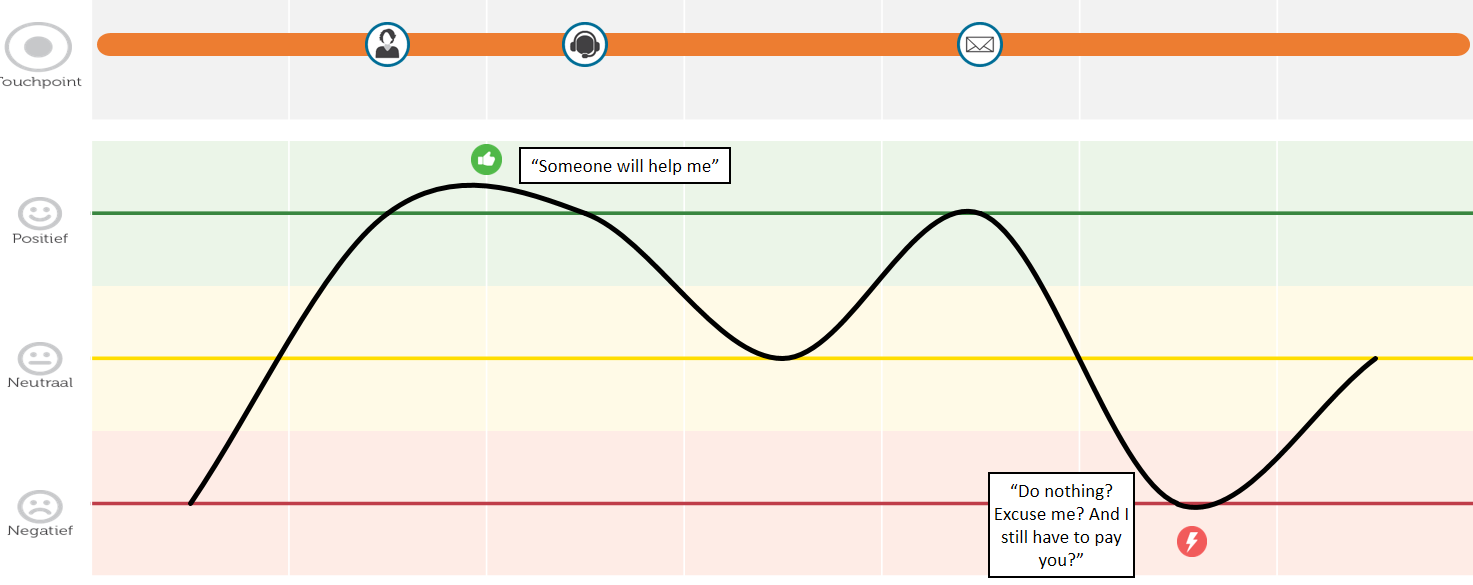 Touchpoint
“Someone will help me”
Positief
Neutraal
“Do nothing?
Excuse me? And I
still have to pay
you?”
Negatief